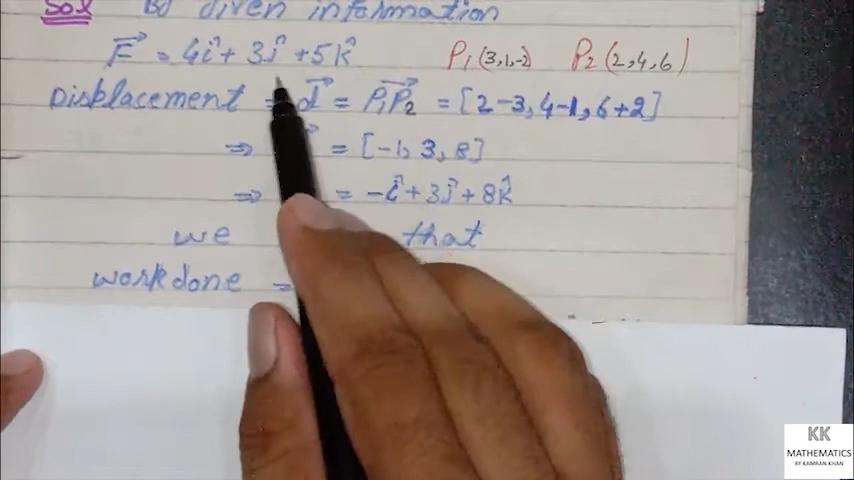 Sol By given information
F⃗ = 4î + 3ĵ + 5k̂ P₁(3,1,-2) P₂(2,4,6)
Displacement = d⃗ = P₁P₂⃗ = [2-3, 4-1, 6+2]
⇒ = [-1, 3, 8]
⇒ = -î + 3ĵ + 8k̂
we that
workdone =
KK
MATHEMATICS
BY KAMRAN KHAN